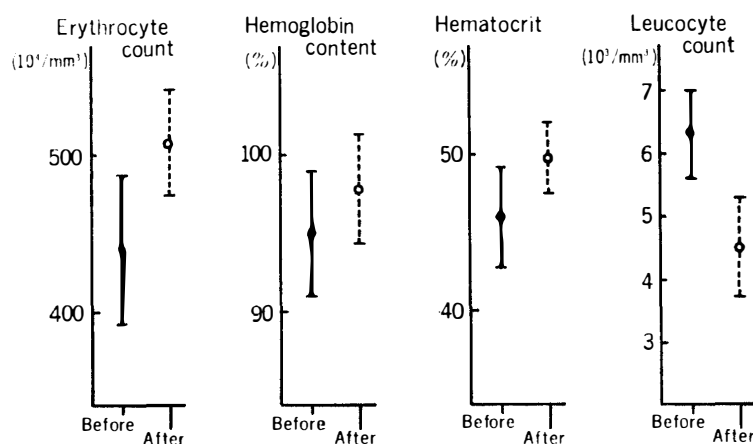 Erythrocyte
count
(10⁴/mm³)
500
400
Before
After
Hemoglobin
content
(%)
100
90
Before
After
Hematocrit
(%)
50
40
Before
After
Leucocyte
count
(10³/mm³)
7
6
5
4
3
Before
After